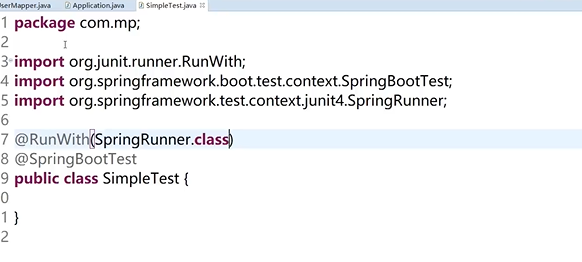 serMapper.java Application.java SimpleTest.java
1 package com.mp;
2
3 import org.junit.runner.RunWith;
4 import org.springframework.boot.test.context.SpringBootTest;
5 import org.springframework.test.context.junit4.SpringRunner;
6
7 @RunWith(SpringRunner.class)
8 @SpringBootTest
9 public class SimpleTest {
0
1 }
2